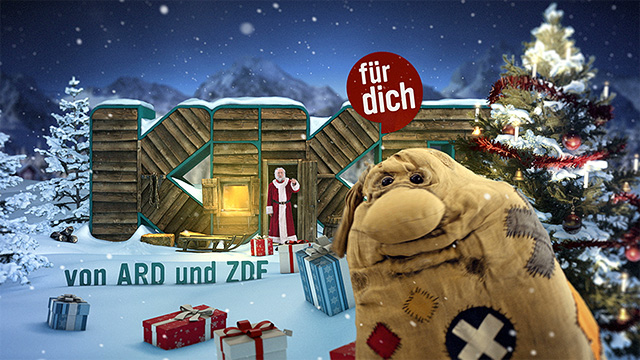 KiKA
für
dich
von ARD und ZDF